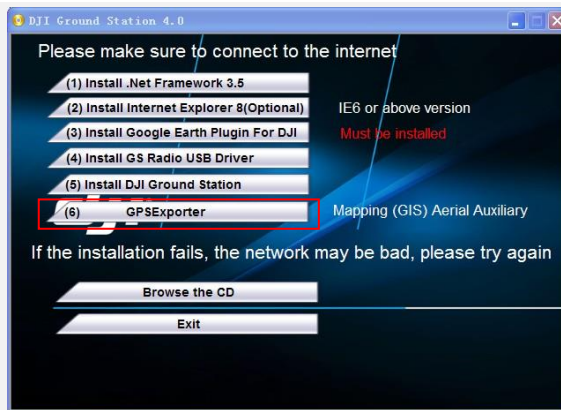 DJI Ground Station 4.0
Please make sure to connect to the internet
(1) Install .Net Framework 3.5
(2) Install Internet Explorer 8(Optional) IE6 or above version
(3) Install Google Earth Plugin For DJI Must be installed
(4) Install GS Radio USB Driver
(5) Install DJI Ground Station
(6) GPSExporter Mapping (GIS) Aerial Auxiliary
If the installation fails, the network may be bad, please try again
Browse the CD
Exit